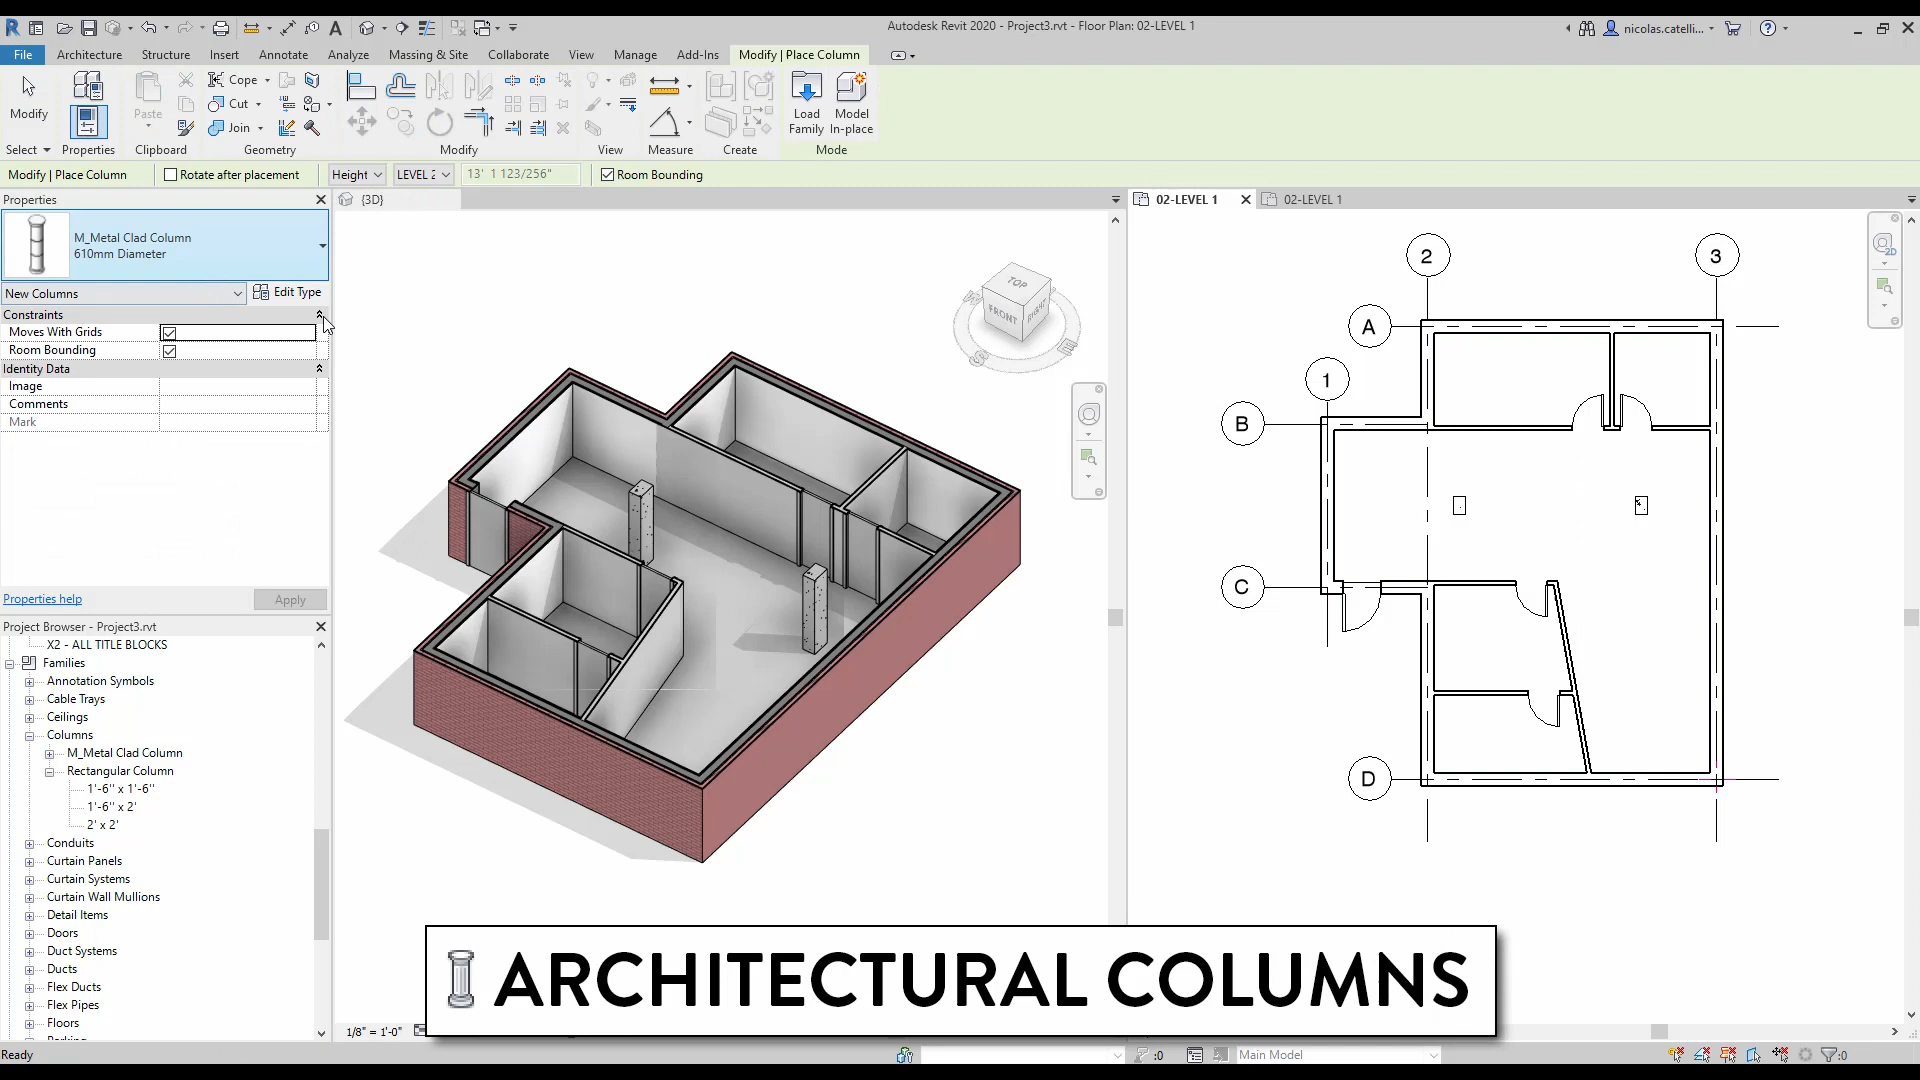 Autodesk Revit 2020 - Project3.rvt - Floor Plan: 02-LEVEL 1
nicolas.catelli...
File Architecture Structure Insert Annotate Analyze Massing & Site Collaborate View Manage Add-Ins Modify | Place Column
Modify
Paste
Cope
Cut
Join
Load Family
Model In-place
Select Properties Clipboard Geometry Modify View Measure Create Mode
Modify | Place Column Rotate after placement Height LEVEL 2 13' 1 123/256" Room Bounding
Properties
M_Metal Clad Column
610mm Diameter
New Columns Edit Type
Constraints
Moves With Grids
Room Bounding
Identity Data
Image
Comments
Mark
Properties help Apply
Project Browser - Project3.rvt
X2 - ALL TITLE BLOCKS
Families
Annotation Symbols
Cable Trays
Ceilings
Columns
M_Metal Clad Column
Rectangular Column
1'-6" x 1'-6"
1'-6" x 2'
2' x 2'
Conduits
Curtain Panels
Curtain Systems
Curtain Wall Mullions
Detail Items
Doors
Duct Systems
Ducts
Flex Ducts
Flex Pipes
Floors
{3D}
TOP
FRONT
RIGHT
W
S
E
1/8" = 1'-0"
02-LEVEL 1 02-LEVEL 1
2D
2 3
A
1
B
C
D
ARCHITECTURAL COLUMNS
Ready :0 Main Model :0